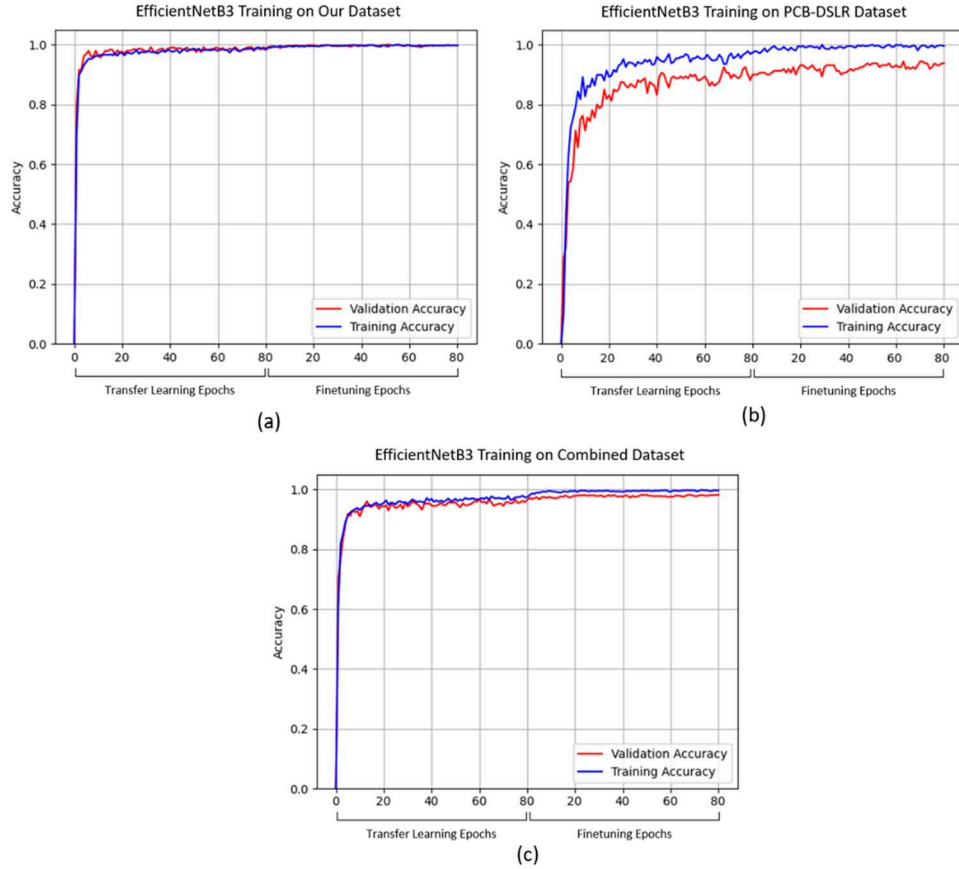 EfficientNetB3 Training on Our Dataset
1.0
0.8
0.6
0.4
0.2
0.0
Accuracy
Validation Accuracy
Training Accuracy
0 20 40 60 80 20 40 60 80
Transfer Learning Epochs Finetuning Epochs
(a)
EfficientNetB3 Training on PCB-DSLR Dataset
1.0
0.8
0.6
0.4
0.2
0.0
Accuracy
Validation Accuracy
Training Accuracy
0 20 40 60 80 20 40 60 80
Transfer Learning Epochs Finetuning Epochs
(b)
EfficientNetB3 Training on Combined Dataset
1.0
0.8
0.6
0.4
0.2
0.0
Accuracy
Validation Accuracy
Training Accuracy
0 20 40 60 80 20 40 60 80
Transfer Learning Epochs Finetuning Epochs
(c)